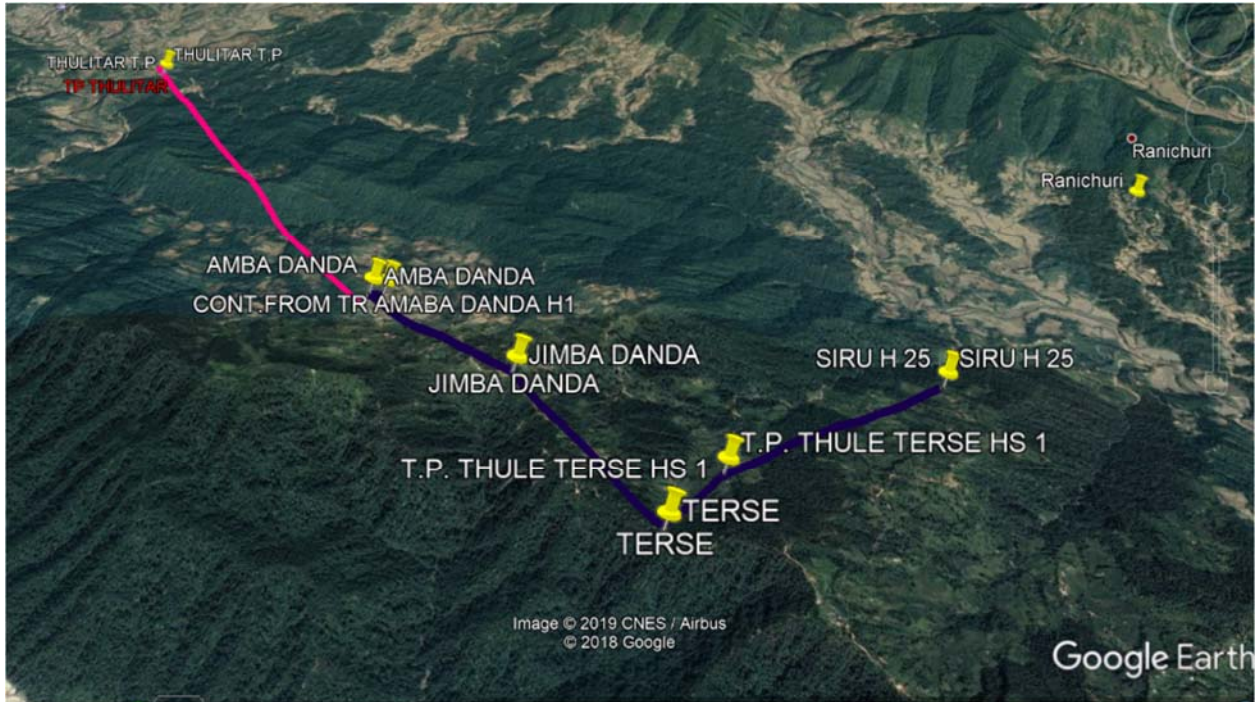 THULITAR T.P
THULITAR T.P
TP THULITAR
Ranichuri
Ranichuri
AMBA DANDA
AMBA DANDA
CONT.FROM TR AMABA DANDA H1
JIMBA DANDA
JIMBA DANDA
SIRU H 25
SIRU H 25
T.P. THULE TERSE HS 1
T.P. THULE TERSE HS 1
TERSE
TERSE
Image © 2019 CNES / Airbus
© 2018 Google
Google Earth